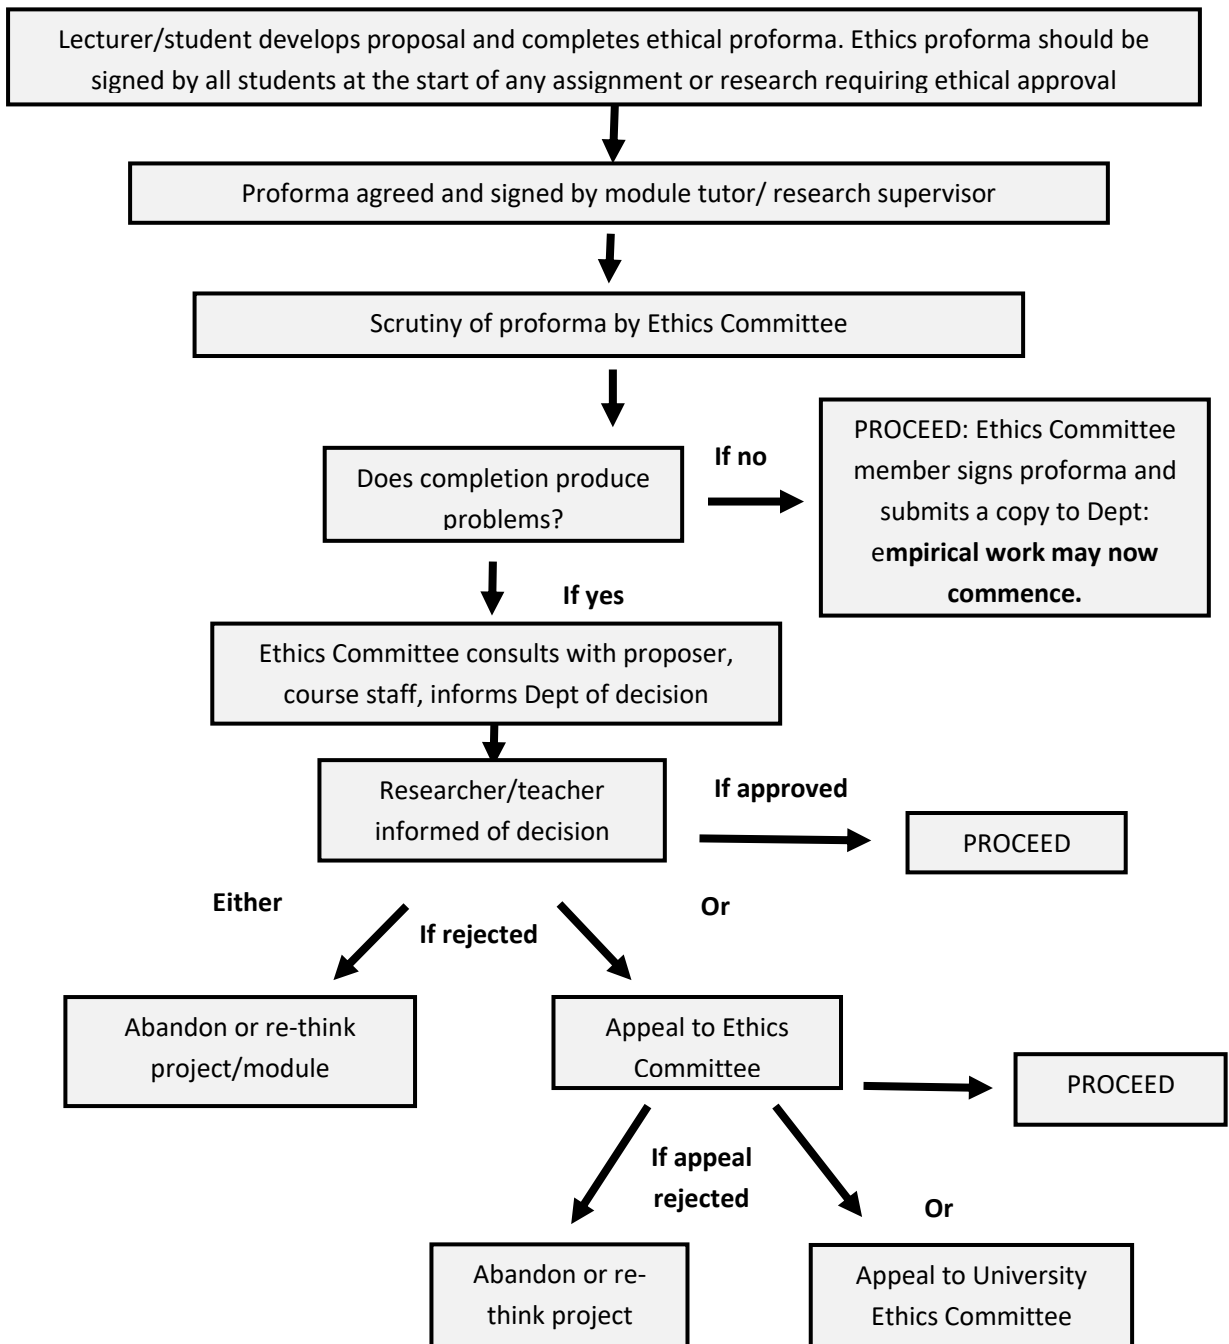 Lecturer/student develops proposal and completes ethical proforma. Ethics proforma should be
signed by all students at the start of any assignment or research requiring ethical approval
Proforma agreed and signed by module tutor/ research supervisor
Scrutiny of proforma by Ethics Committee
Does completion produce
problems?
If no
PROCEED: Ethics Committee
member signs proforma and
submits a copy to Dept:
empirical work may now
commence.
If yes
Ethics Committee consults with proposer,
course staff, informs Dept of decision
Researcher/teacher
informed of decision
If approved
PROCEED
Either
If rejected
Or
Abandon or re-think
project/module
Appeal to Ethics
Committee
PROCEED
If appeal
rejected
Or
Abandon or re-
think project
Appeal to University
Ethics Committee